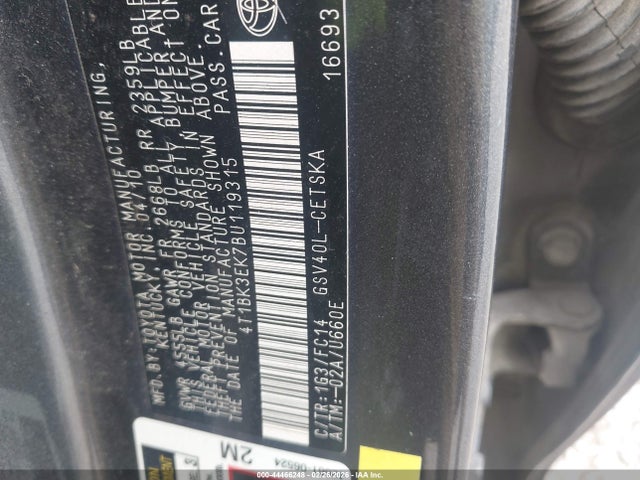 MFD.BY:TOYOTA MOTOR MANUFACTURING,
KENTUCKY, INC. 04/10
GVWR 4555LB GAWR FR 2668LB RR 2359LB
THIS VEHICLE CONFORMS TO ALL APPLICABLE
FEDERAL MOTOR VEHICLE SAFETY, BUMPER AND
THEFT PREVENTION STANDARDS IN EFFECT ON
THE DATE OF MANUFACTURE SHOWN ABOVE.
4T1BK3EK7BU119315 PASS.CAR
C/TR:1G3/FC14
A/TM:-02A/U660E GSV40L-CETSKA
16693
2M
000-44466248 - 02/26/2026 - IAA Inc.